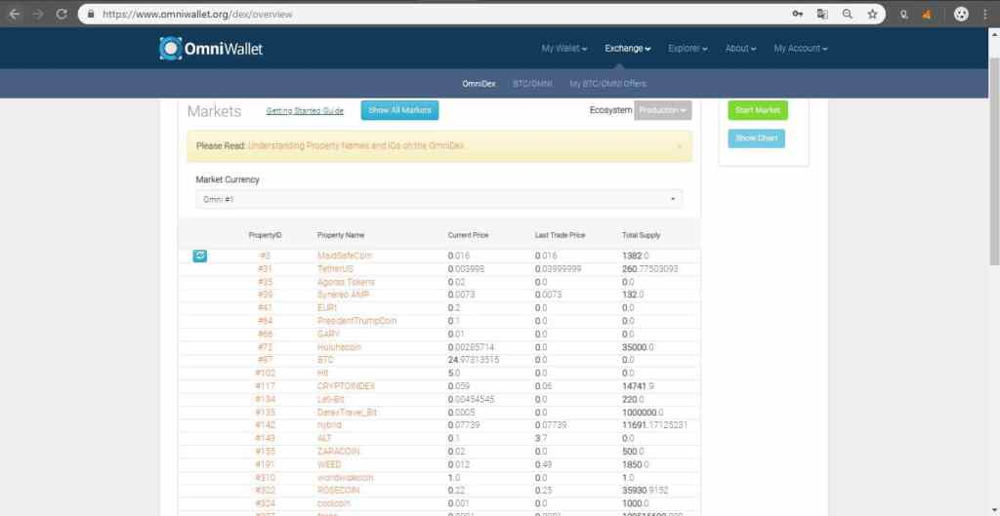 https://www.omniwallet.org/dex/overview
OmniWallet My Wallet Exchange Explorer About My Account
OmniDex BTC/OMNI My BTC/OMNI Offers
Markets Getting Started Guide Show All Markets Ecosystem Production Start Market
Please Read: Understanding Property Names and IDs on the OmniDex. × Show Chart
Market Currency
Omni #1
PropertyID Property Name Current Price Last Trade Price Total Supply
#3 MaidSafeCoin 0.016 0.016 1382.0
#31 TetherUS 0.003998 0.03999999 260.77503093
#35 Agoras Tokens 0.02 0.0 0.0
#39 Synereo AMP 0.0073 0.0073 132.0
#41 EURt 0.2 0.0 0.0
#64 PresidentTrumpCoin 0.1 0.0 0.0
#66 GARY 0.01 0.0 0.0
#72 Huluhacoin 0.00285714 0.0 35000.0
#97 BTC 24.97313515 0.0 0.0
#102 Hit 5.0 0.0 0.0
#117 CRYPTOINDEX 0.059 0.06 14741.9
#134 Leti-Bit 0.00454545 0.0 220.0
#135 DarexTravel_Bit 0.0005 0.0 1000000.0
#142 hybrid 0.07739 0.07739 11691.17125231
#149 ALT 0.1 3.7 0.0
#155 ZARACOIN 0.02 0.0 500.0
#191 WEED 0.012 0.49 1850.0
#310 worldwidecoin 1.0 0.0 1.0
#322 ROSECOIN 0.22 0.25 35930.9152
#324 coolcoin 0.001 0.0 1000.0